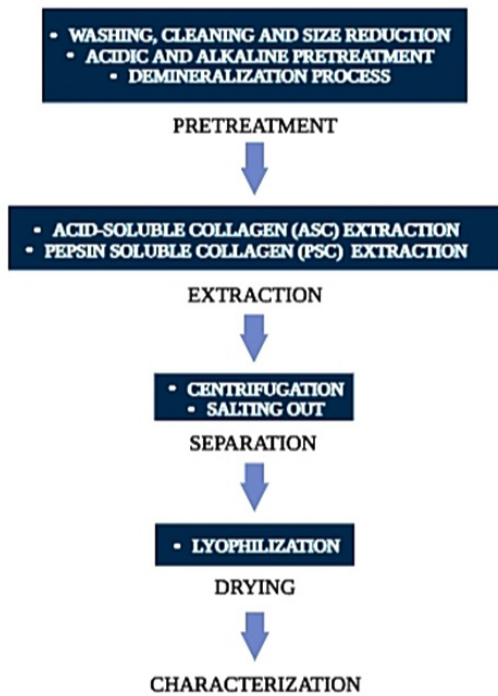 • WASHING, CLEANING AND SIZE REDUCTION
• ACIDIC AND ALKALINE PRETREATMENT
• DEMINERALIZATION PROCESS
PRETREATMENT
• ACID-SOLUBLE COLLAGEN (ASC) EXTRACTION
• PEPSIN SOLUBLE COLLAGEN (PSC) EXTRACTION
EXTRACTION
• CENTRIFUGATION
• SALTING OUT
SEPARATION
• LYOPHILIZATION
DRYING
CHARACTERIZATION